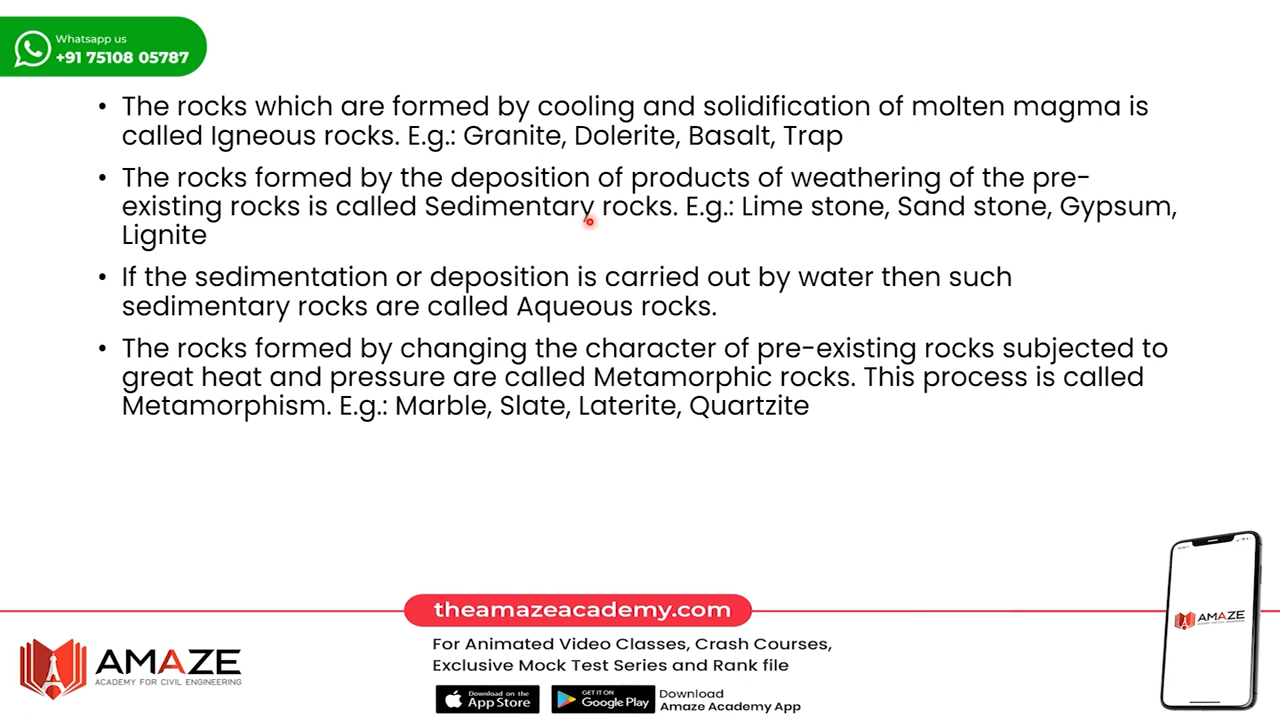 Whatsapp us
+91 75108 05787
• The rocks which are formed by cooling and solidification of molten magma is
called Igneous rocks. E.g.: Granite, Dolerite, Basalt, Trap
• The rocks formed by the deposition of products of weathering of the pre-
existing rocks is called Sedimentary rocks. E.g.: Lime stone, Sand stone, Gypsum,
Lignite
• If the sedimentation or deposition is carried out by water then such
sedimentary rocks are called Aqueous rocks.
• The rocks formed by changing the character of pre-existing rocks subjected to
great heat and pressure are called Metamorphic rocks. This process is called
Metamorphism. E.g.: Marble, Slate, Laterite, Quartzite
theamazeacademy.com
For Animated Video Classes, Crash Courses,
Exclusive Mock Test Series and Rank file
Download on the
App Store
GET IT ON
Google Play
Download
Amaze Academy App
AMAZE
ACADEMY FOR CIVIL ENGINEERING
AMAZE